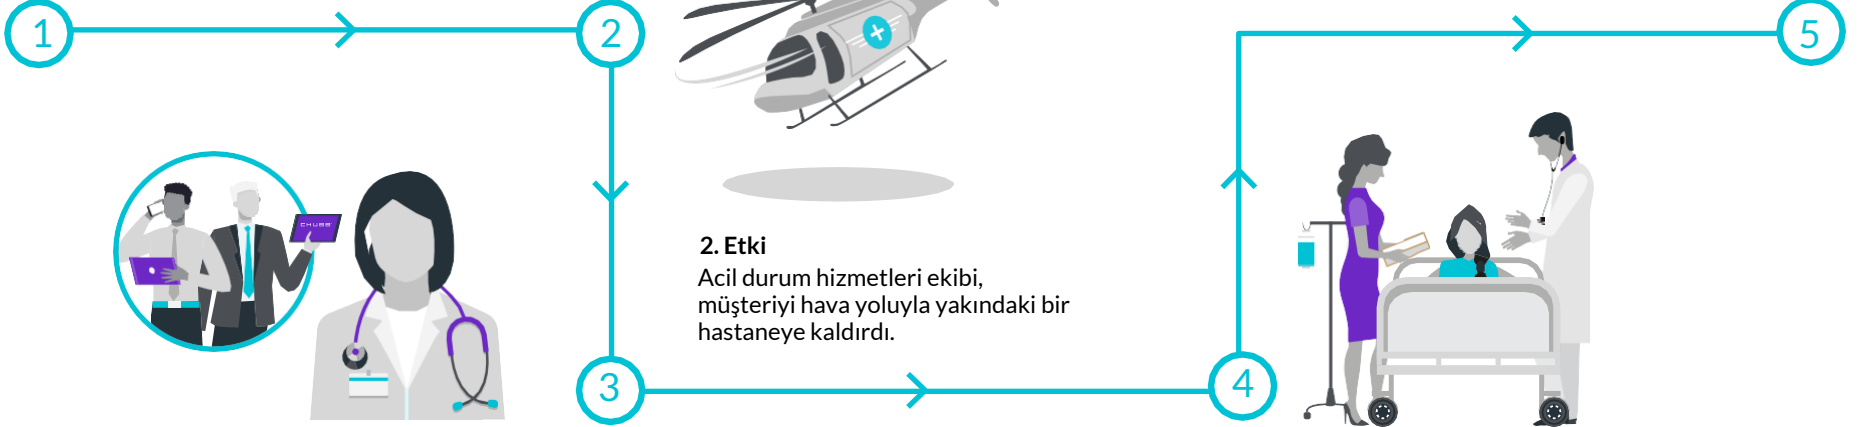 1
2
5
CHUBB
2. Etki
Acil durum hizmetleri ekibi,
müşteriyi hava yoluyla yakındaki bir
hastaneye kaldırdı.
3
4